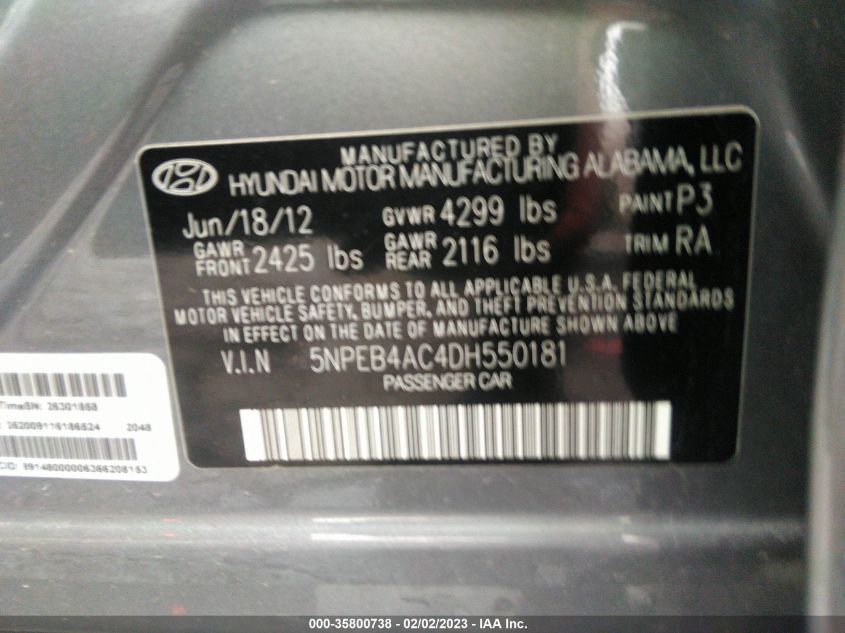 MANUFACTURED BY
HYUNDAI MOTOR MANUFACTURING ALABAMA, LLC
Jun/18/12 GVWR 4299 lbs PAINT P3
GAWR FRONT 2425 lbs GAWR REAR 2116 lbs TRIM RA
THIS VEHICLE CONFORMS TO ALL APPLICABLE U.S.A. FEDERAL
MOTOR VEHICLE SAFETY, BUMPER, AND THEFT PREVENTION STANDARDS
IN EFFECT ON THE DATE OF MANUFACTURE SHOWN ABOVE
V.I.N 5NPEB4AC4DH550181
PASSENGER CAR
2048
000-35800738 - 02/02/2023 - IAA Inc.